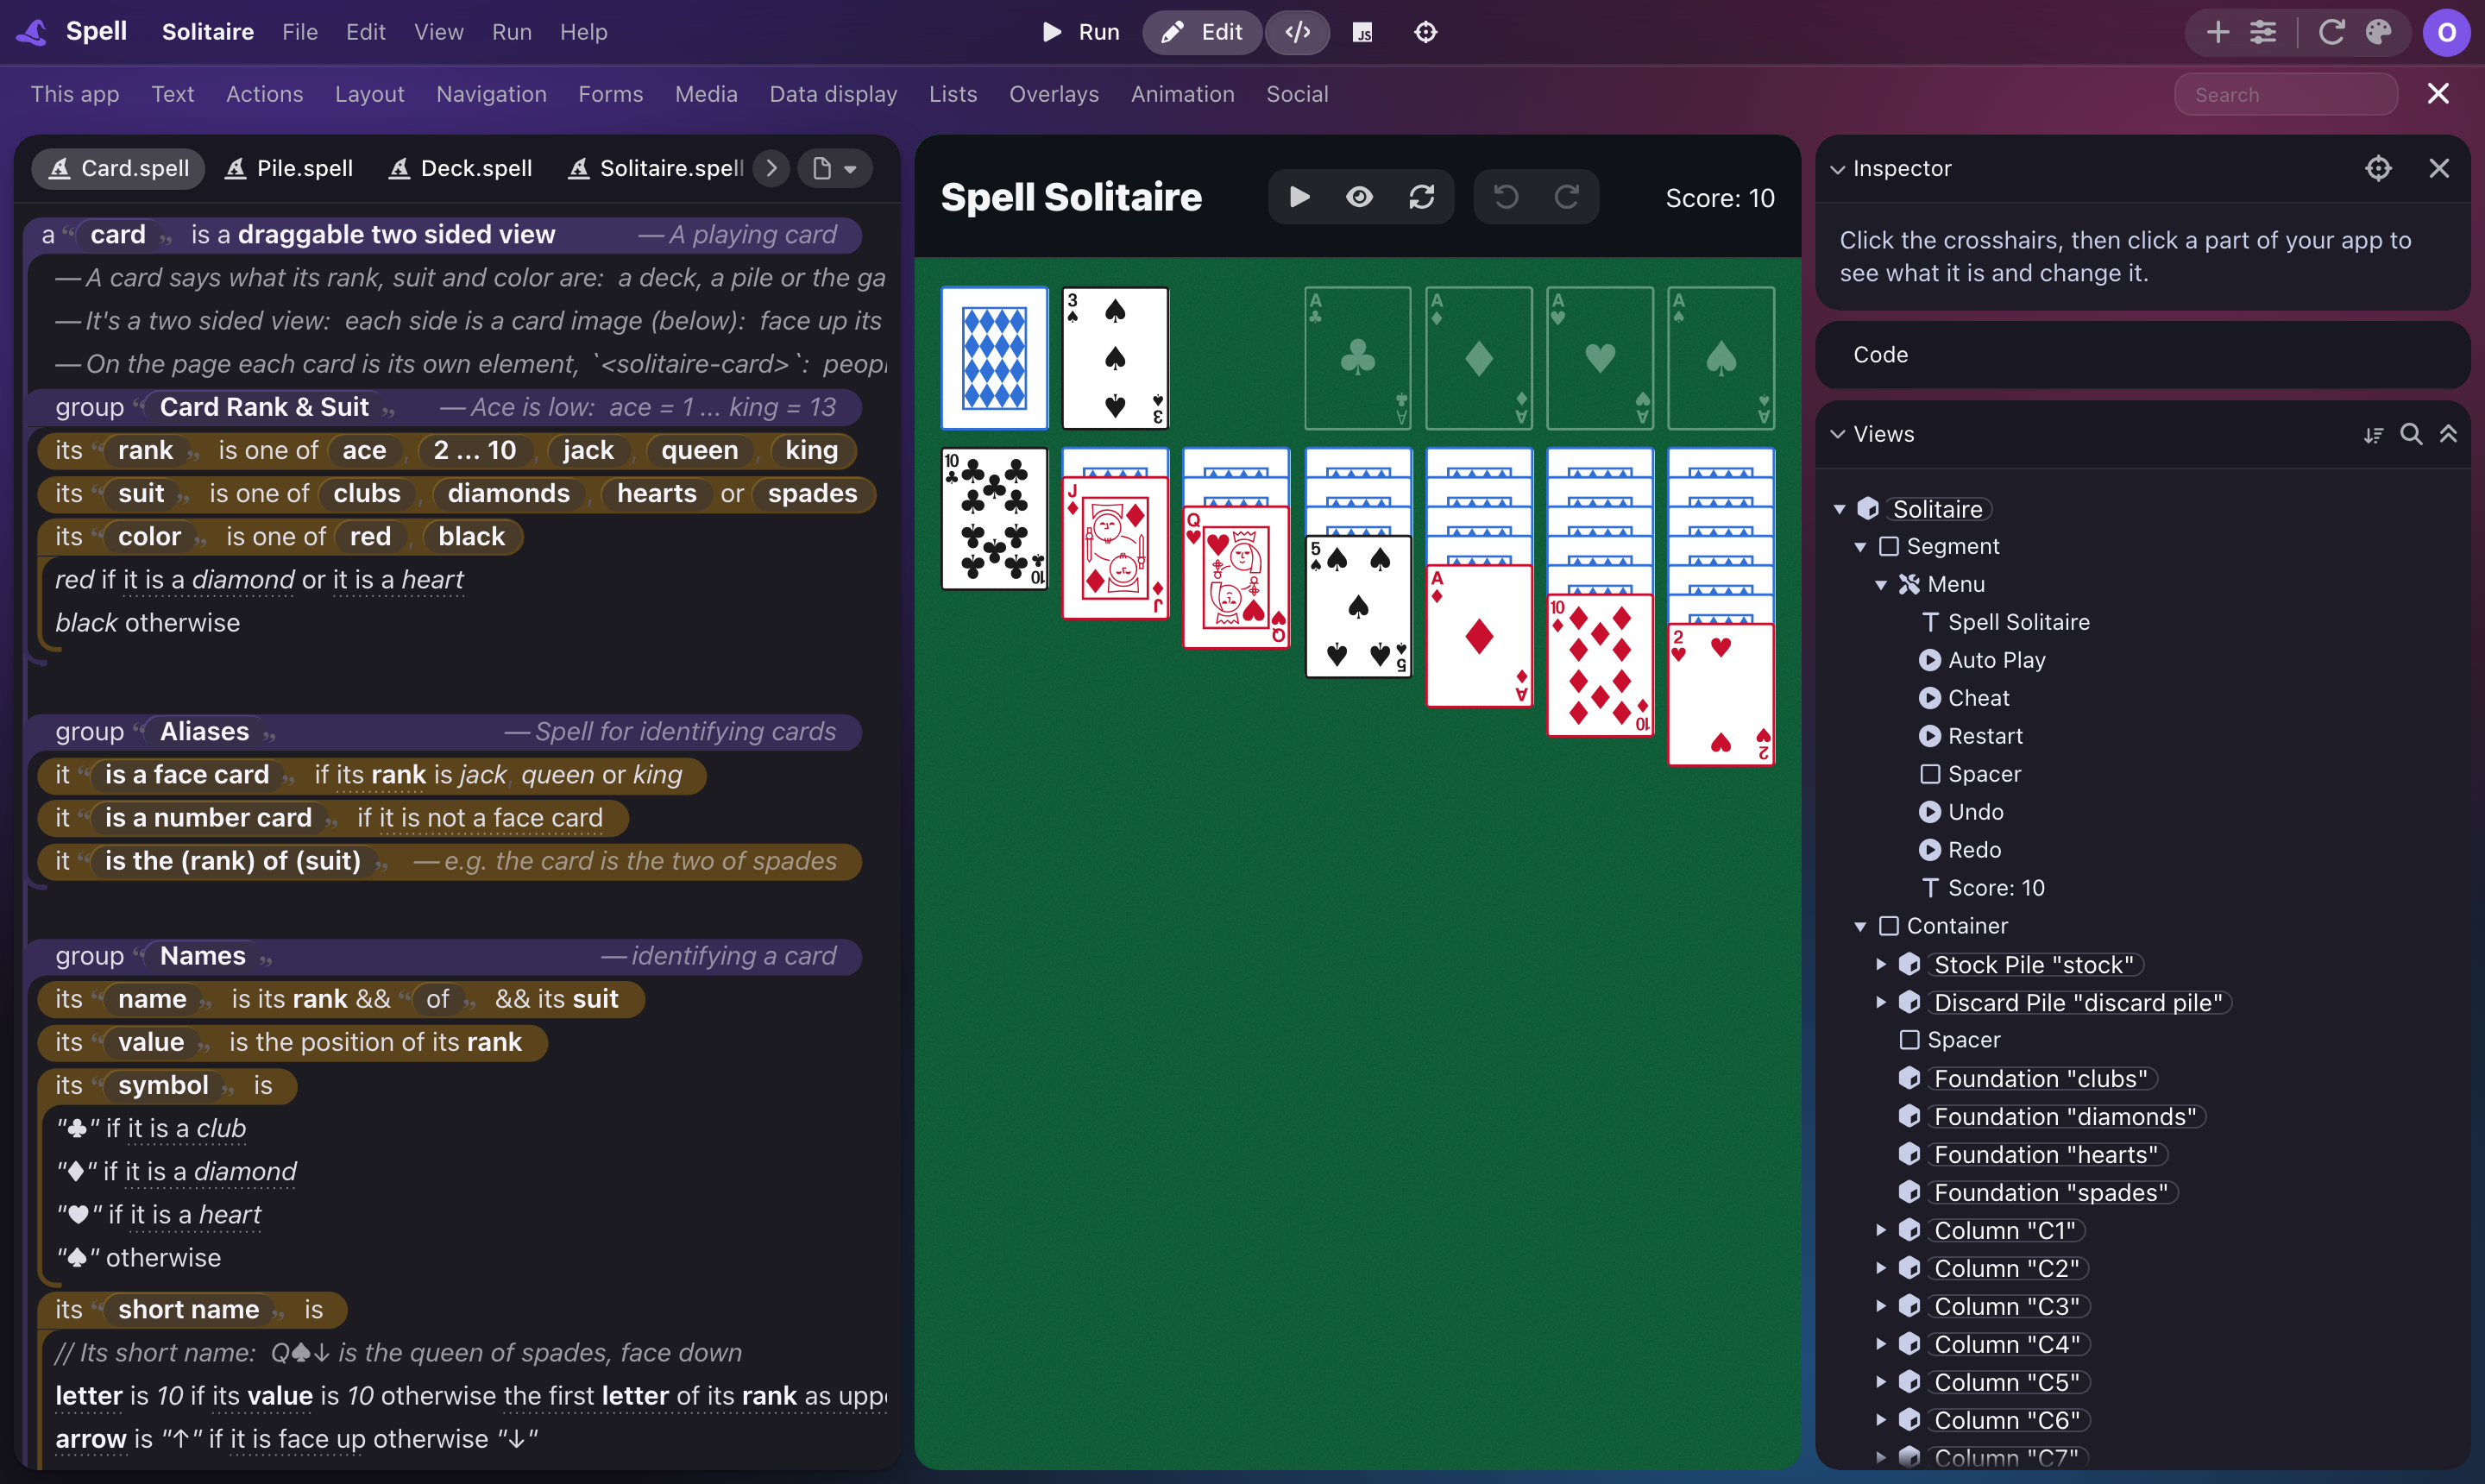 Spell Solitaire File Edit View Run Help Run Edit </> JS O
This app Text Actions Layout Navigation Forms Media Data display Lists Overlays Animation Social Search
Card.spell Pile.spell Deck.spell Solitaire.spell
a “ card ” is a draggable two sided view — A playing card
— A card says what its rank, suit and color are: a deck, a pile or the ga
— It's a two sided view: each side is a card image (below): face up its
— On the page each card is its own element, `<solitaire-card>`: peopl
group “ Card Rank & Suit ” — Ace is low: ace = 1 ... king = 13
its “ rank ” is one of ace , 2 ... 10 , jack , queen , king
its “ suit ” is one of clubs , diamonds , hearts or spades
its “ color ” is one of red , black
red if it is a diamond or it is a heart
black otherwise
group “ Aliases ” — Spell for identifying cards
it “ is a face card ” if its rank is jack, queen or king
it “ is a number card ” if it is not a face card
it “ is the (rank) of (suit) ” — e.g. the card is the two of spades
group “ Names ” — identifying a card
its “ name ” is its rank && “ of ” && its suit
its “ value ” is the position of its rank
its “ symbol ” is
"♣" if it is a club
"♦" if it is a diamond
"♥" if it is a heart
"♠" otherwise
its “ short name ” is
// Its short name: Q♠↓ is the queen of spades, face down
letter is 10 if its value is 10 otherwise the first letter of its rank as uppe
arrow is "↑" if it is face up otherwise "↓"
Spell Solitaire Score: 10
3 3 A A A A A A A A
10 10 J J Q Q 5 5 A A 10 10 2 2
Inspector
Click the crosshairs, then click a part of your app to
see what it is and change it.
Code
Views
Solitaire
Segment
Menu
Spell Solitaire
Auto Play
Cheat
Restart
Spacer
Undo
Redo
Score: 10
Container
Stock Pile "stock"
Discard Pile "discard pile"
Spacer
Foundation "clubs"
Foundation "diamonds"
Foundation "hearts"
Foundation "spades"
Column "C1"
Column "C2"
Column "C3"
Column "C4"
Column "C5"
Column "C6"
Column "C7"